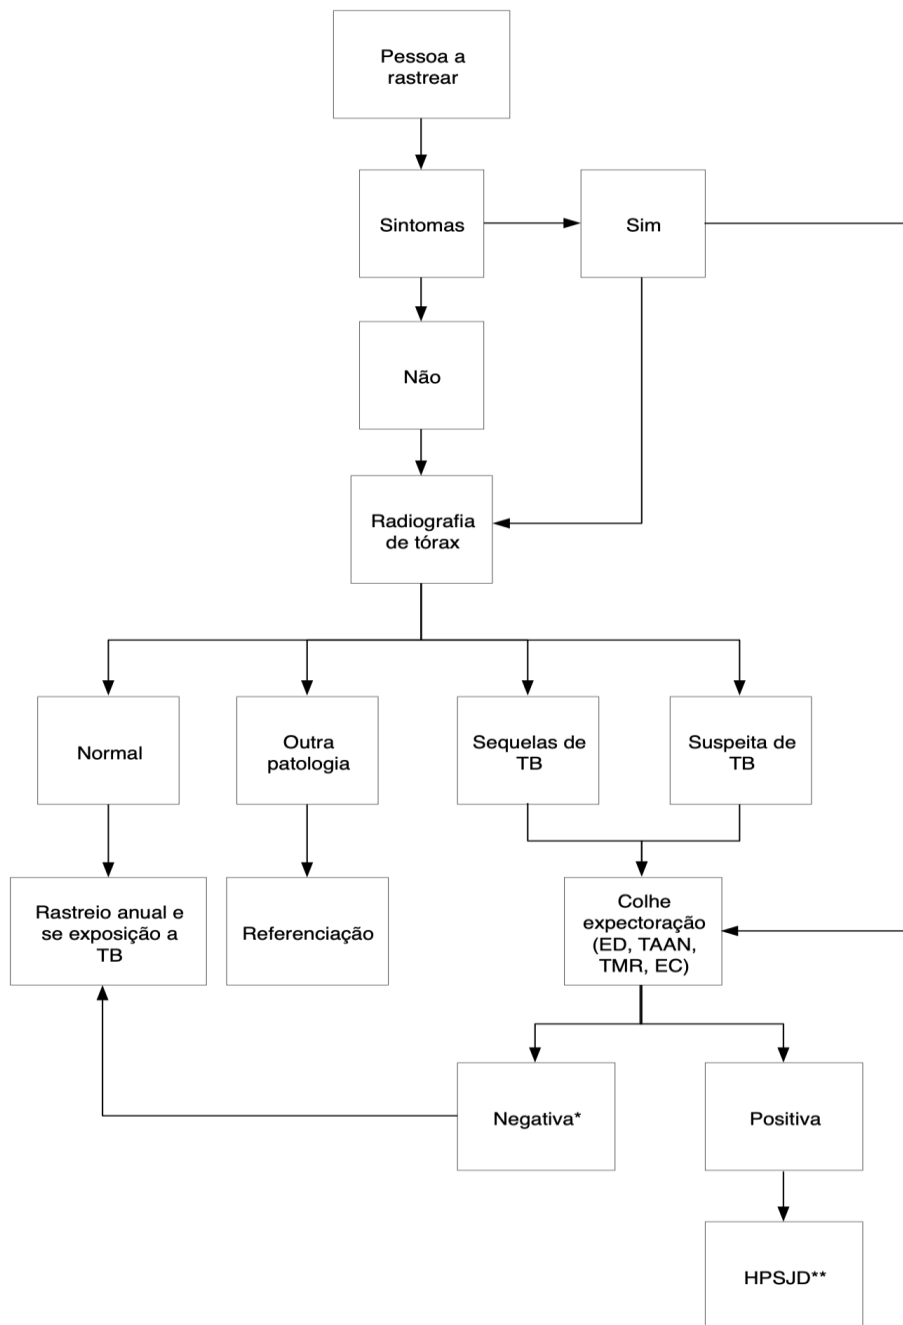 Pessoa a
rastrear
Sintomas
Sim
Não
Radiografia
de tórax
Normal
Outra
patologia
Sequelas de
TB
Suspeita de
TB
Rastreio anual e
se exposição a
TB
Referenciação
Colhe
expectoração
(ED, TAAN,
TMR, EC)
Negativa*
Positiva
HPSJD**